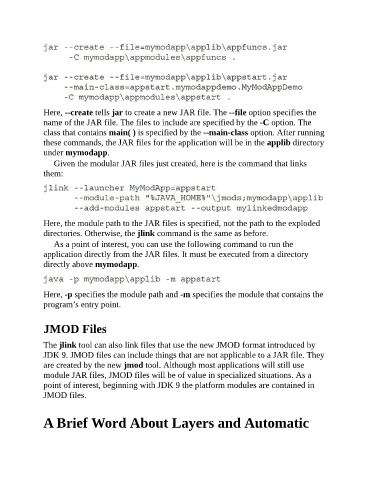 jar --create --file=mymodapp\applib\appfuncs.jar
-C mymodapp\appmodules\appfuncs .
jar --create --file=mymodapp\applib\appstart.jar
--main-class=appstart.mymodappdemo.MyModAppDemo
-C mymodapp\appmodules\appstart .
Here, --create tells jar to create a new JAR file. The --file option specifies the
name of the JAR file. The files to include are specified by the -C option. The
class that contains main( ) is specified by the --main-class option. After running
these commands, the JAR files for the application will be in the applib directory
under mymodapp.
Given the modular JAR files just created, here is the command that links
them:
jlink --launcher MyModApp=appstart
--module-path "%JAVA_HOME%"\jmods;mymodapp\applib
--add-modules appstart --output mylinkedmodapp
Here, the module path to the JAR files is specified, not the path to the exploded
directories. Otherwise, the jlink command is the same as before.
As a point of interest, you can use the following command to run the
application directly from the JAR files. It must be executed from a directory
directly above mymodapp.
java -p mymodapp\applib -m appstart
Here, -p specifies the module path and -m specifies the module that contains the
program's entry point.
JMOD Files
The jlink tool can also link files that use the new JMOD format introduced by
JDK 9. JMOD files can include things that are not applicable to a JAR file. They
are created by the new jmod tool. Although most applications will still use
module JAR files, JMOD files will be of value in specialized situations. As a
point of interest, beginning with JDK 9 the platform modules are contained in
JMOD files.
A Brief Word About Layers and Automatic